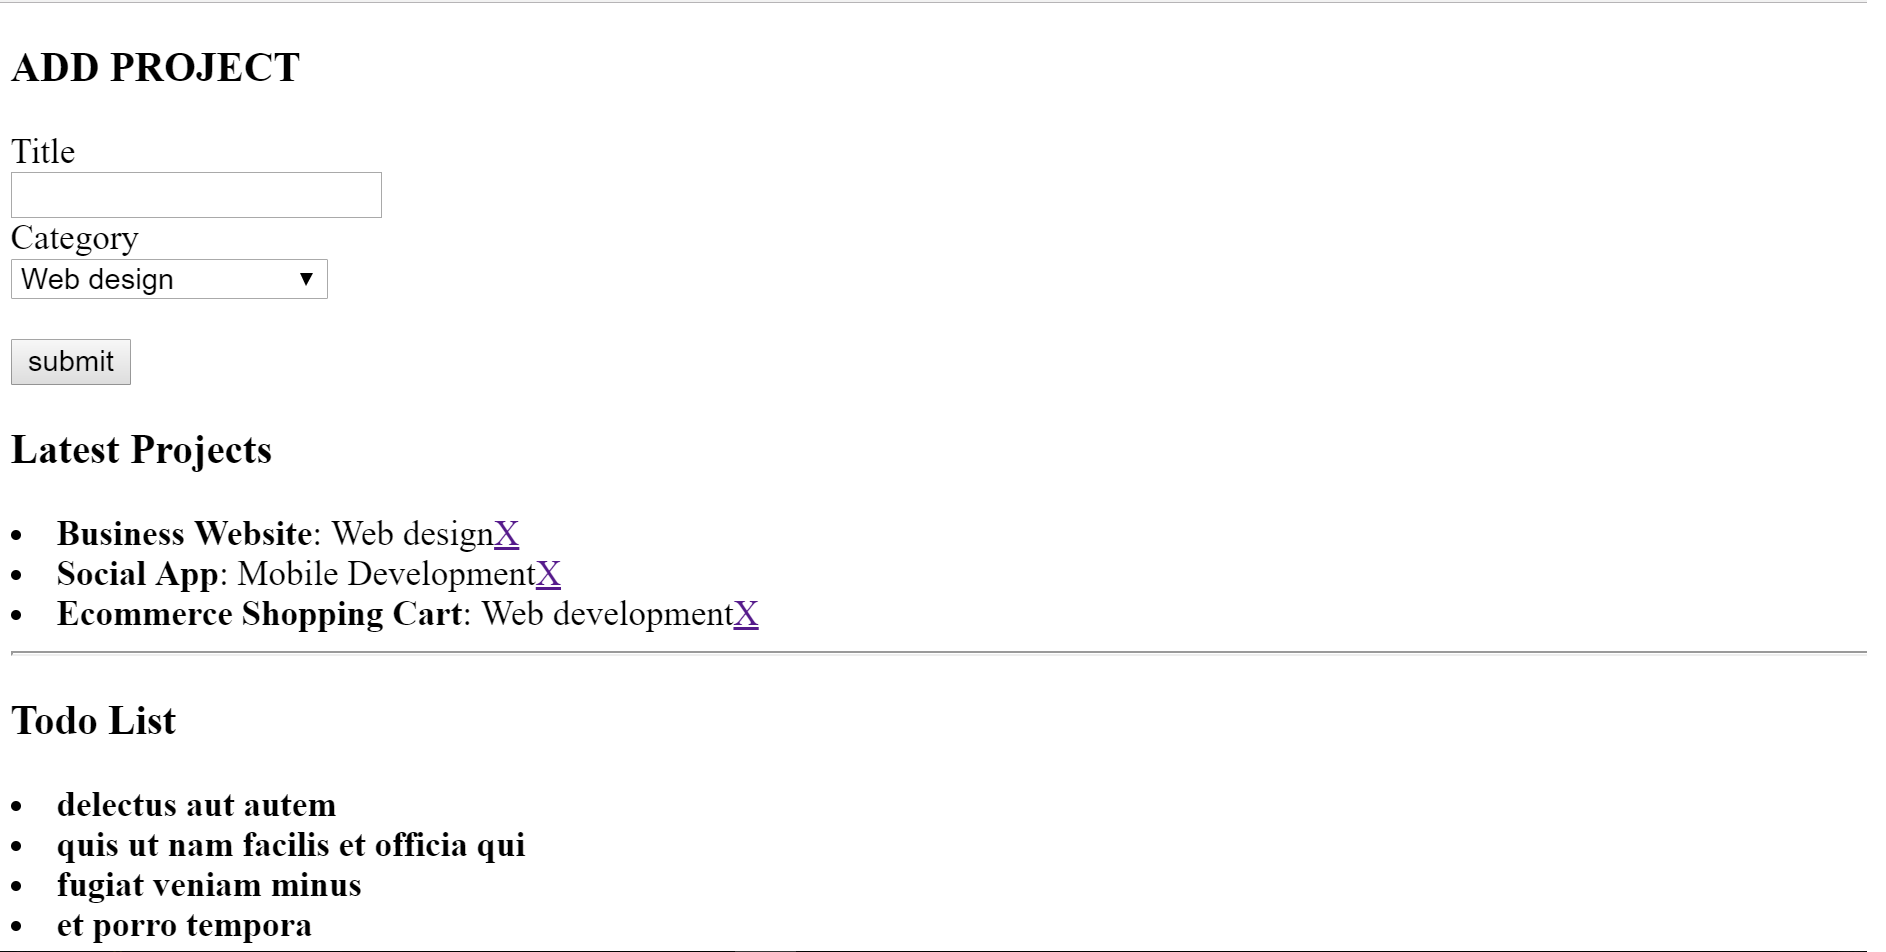 ADD PROJECT
Title
Category
Web design
submit
Latest Projects
Business Website: Web designX
Social App: Mobile DevelopmentX
Ecommerce Shopping Cart: Web developmentX
Todo List
delectus aut autem
quis ut nam facilis et officia qui
fugiat veniam minus
et porro tempora